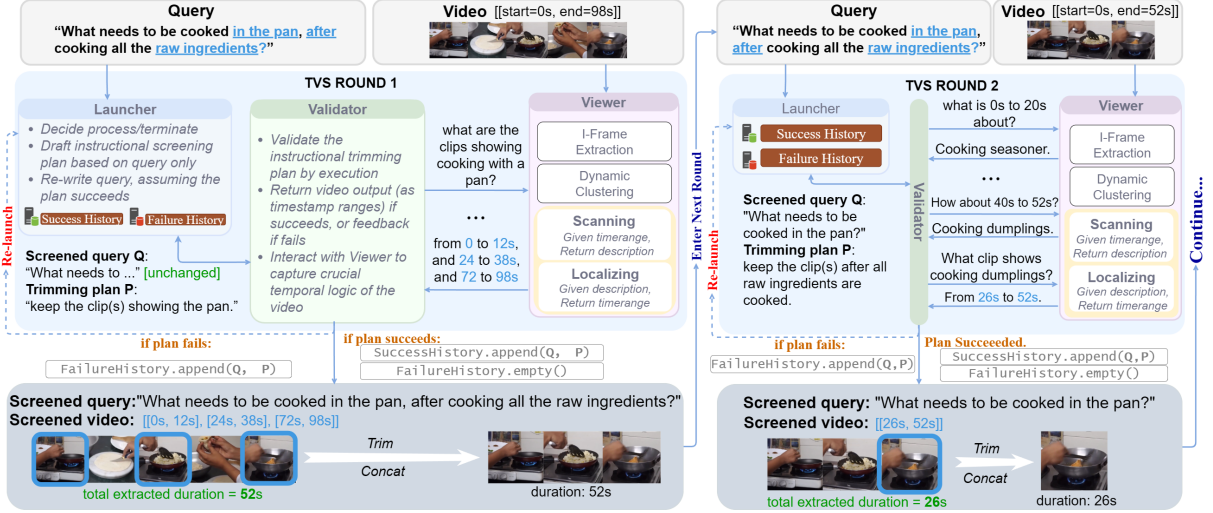 Query
“What needs to be cooked in the pan, after
cooking all the raw ingredients?”
Video [[start=0s, end=98s]]
TVS ROUND 1
Launcher
• Decide process/terminate
• Draft instructional screening
plan based on query only
• Re-write query, assuming the
plan succeeds
Success History
Failure History
Screened query Q:
“What needs to ...” [unchanged]
Trimming plan P:
“keep the clip(s) showing the pan.”
Re-launch
Validator
• Validate the
instructional trimming
plan by execution
• Return video output (as
timestamp ranges) if
succeeds, or feedback
if fails
• Interact with Viewer to
capture crucial
temporal logic of the
video
what are the
clips showing
cooking with a
pan?
...
from 0 to 12s,
and 24 to 38s,
and 72 to 98s
Viewer
I-Frame
Extraction
Dynamic
Clustering
Scanning
Given timerange,
Return description
Localizing
Given description,
Return timerange
if plan fails:
FailureHistory.append(Q, P)
if plan succeeds:
SuccessHistory.append(Q, P)
FailureHistory.empty()
Screened query:"What needs to be cooked in the pan, after cooking all the raw ingredients?"
Screened video: [[0s, 12s], [24s, 38s], [72s, 98s]]
Trim
Concat
total extracted duration = 52s
duration: 52s
Enter Next Round
Query
“What needs to be cooked in the pan,
after cooking all the raw ingredients?”
Video [[start=0s, end=52s]]
TVS ROUND 2
Launcher
Success History
Failure History
Screened query Q:
"What needs to be
cooked in the pan?"
Trimming plan P:
keep the clip(s) after all
raw ingredients are
cooked.
Re-launch
Validator
what is 0s to 20s
about?
Cooking seasoner.
...
How about 40s to 52s?
Cooking dumplings.
What clip shows
cooking dumplings?
From 26s to 52s.
Viewer
I-Frame
Extraction
Dynamic
Clustering
Scanning
Given timerange,
Return description
Localizing
Given description,
Return timerange
if plan fails:
FailureHistory.append(Q,P)
Plan Succeeeded.
SuccessHistory.append(Q,P)
FailureHistory.empty()
Screened query: "What needs to be cooked in the pan?"
Screened video: [[26s, 52s]]
Trim
Concat
total extracted duration = 26s
duration: 26s
Continue...